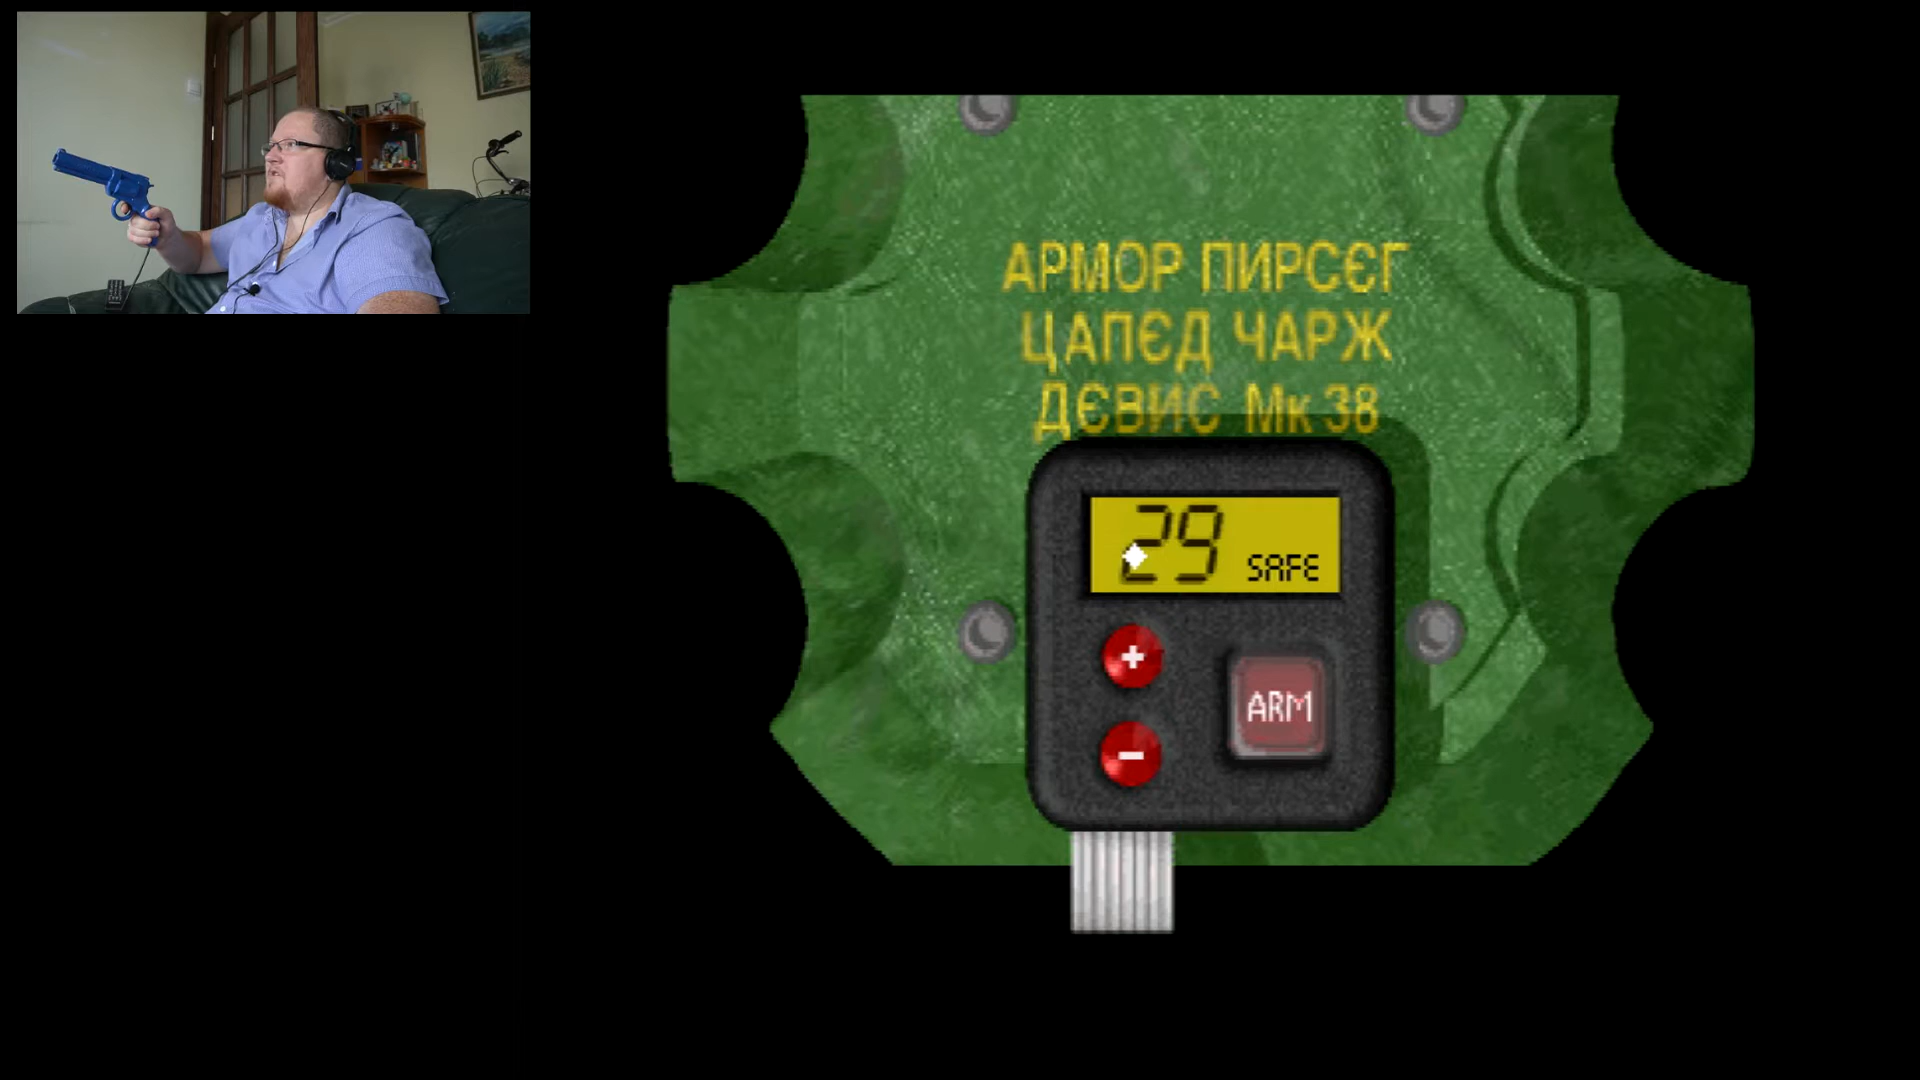 АРМОР ПИРСЄГ
ЦАПЄД ЧАРЖ
ДЄВИС Мк 38
29 SAFE
+
ARM
-